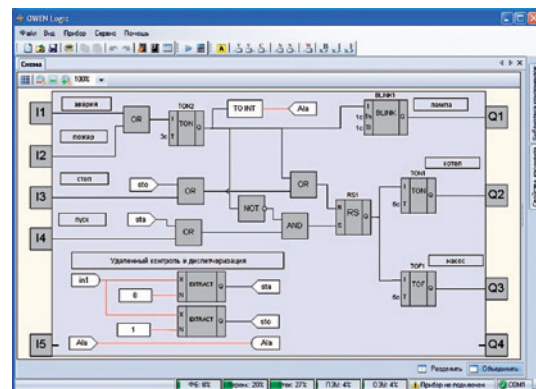 OWEN Logic
Файл Вид Прибор Сервис Помощь
Схема
100%
I1
авария
OR
TON2
I
TON
Q
3с
T
TO INT
Ala
BLINK1
I
BLINK
Q
1с
1с
лампа
Q1
I2
пожар
I3
стоп
sto
OR
NOT
OR
AND
RS1
R
RS
Q
S
TON
Q
5с
T
котел
Q2
I4
пуск
sta
OR
TOF1
I
TOF
Q
5с
T
насос
Q3
Удаленный контроль и диспетчеризация
in1
X
EXTRACT
Q
N
0
sta
X
EXTRACT
Q
N
1
sto
I5
Ala
Ala
Q4
Разделить Объединить
ФБ: 8%
ПЗУ: 4%
ОЗУ: 4%
Прибор не подключен